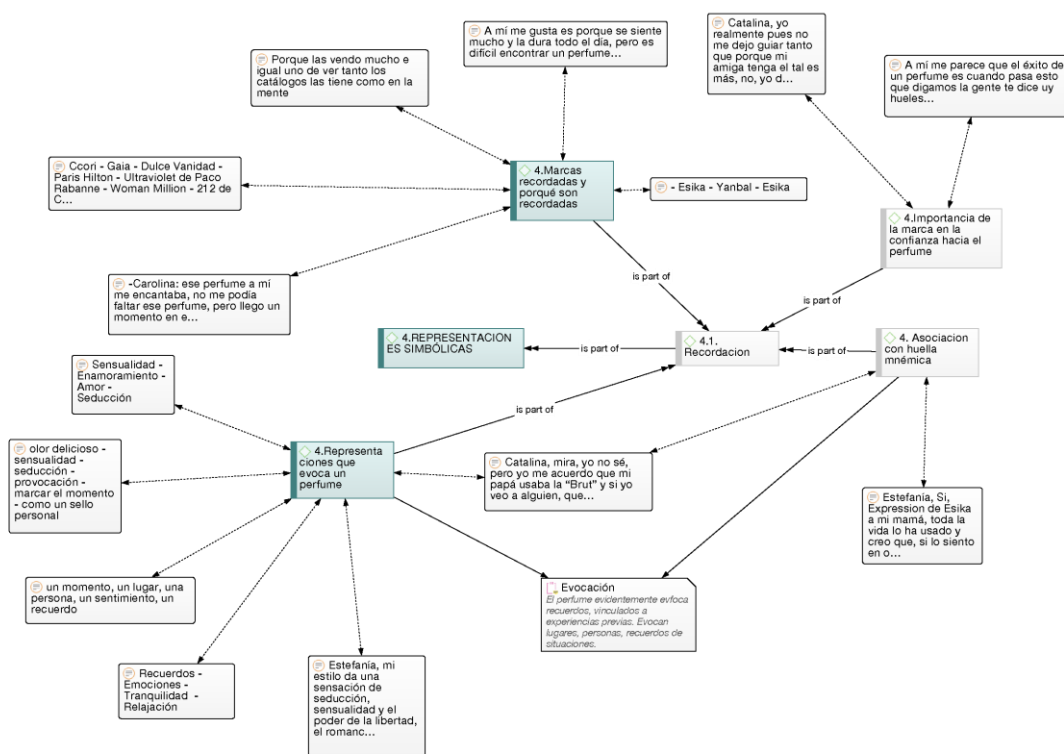 A mí me gusta es porque se siente
mucho y la dura todo el día, pero es
difícil encontrar un perfume…
Catalina, yo
realmente pues no
me dejo guiar tanto
que porque mi
amiga tenga el tal es
más, no, yo d…
Porque las vendo mucho e
igual uno de ver tanto los
catálogos las tiene como en la
mente
A mí me parece que el éxito de
un perfume es cuando pasa esto
que digamos la gente te dice uy
hueles…
Ccori - Gaia - Dulce Vanidad -
Paris Hilton - Ultraviolet de Paco
Rabanne - Woman Million - 212 de
C…
4.Marcas
recordadas y
porqué son
recordadas
- Esika - Yanbal - Esika
4.Importancia de
la marca en la
confianza hacia el
perfume
-Carolina: ese perfume a mí
me encantaba, no me podía
faltar ese perfume, pero llego un
momento en e…
is part of
is part of
4.REPRESENTACION
ES SIMBÓLICAS
is part of
4.1.
Recordacion
is part of
4. Asociacion
con huella
mnémica
Sensualidad -
Enamoramiento -
Amor -
Seducción
is part of
olor delicioso -
sensualidad -
seducción -
provocación -
marcar el momento
- como un sello
personal
4.Representa
ciones que
evoca un
perfume
Catalina, mira, yo no sé,
pero yo me acuerdo que mi
papá usaba la “Brut” y si yo
veo a alguien, que…
Estefanía, Si,
Expression de Esika
a mi mamá, toda la
vida lo ha usado y
creo que, si lo siento
en o…
un momento, un lugar, una
persona, un sentimiento, un
recuerdo
Evocación
El perfume evidentemente evfoca
recuerdos, vinculados a
experiencias previas. Evocan
lugares, personas, recuerdos de
situaciones.
Recuerdos -
Emociones -
Tranquilidad -
Relajación
Estefanía, mi
estilo da una
sensación de
seducción,
sensualidad y el
poder de la libertad,
el romanc…